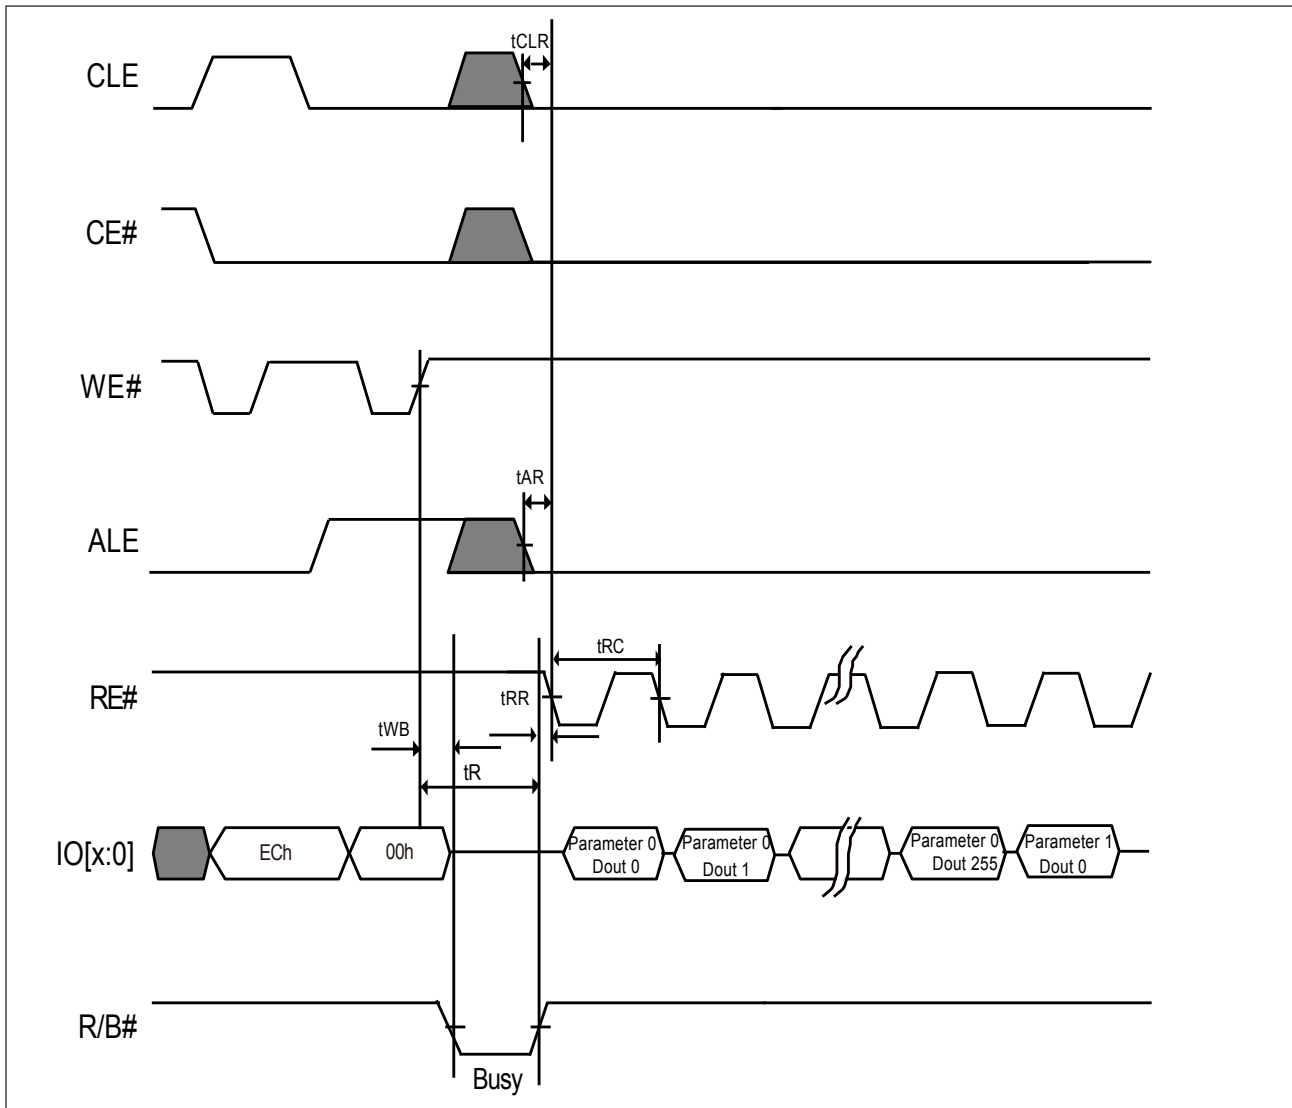 tCLR
CLE
CE#
WE#
tAR
ALE
tRC
RE#
tRR
tWB
tR
IO[x:0]
ECh
00h
Parameter 0
Dout 0
Parameter 0
Dout 1
Parameter 0
Dout 255
Parameter 1
Dout 0
R/B#
Busy